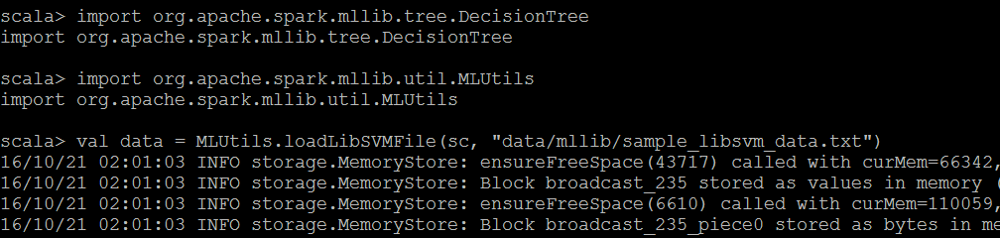 scala> import org.apache.spark.mllib.tree.DecisionTree
import org.apache.spark.mllib.tree.DecisionTree
scala> import org.apache.spark.mllib.util.MLUtils
import org.apache.spark.mllib.util.MLUtils
scala> val data = MLUtils.loadLibSVMFile(sc, "data/mllib/sample_libsvm_data.txt")
16/10/21 02:01:03 INFO storage.MemoryStore: ensureFreeSpace(43717) called with curMem=66342,
16/10/21 02:01:03 INFO storage.MemoryStore: Block broadcast_235 stored as values in memory (
16/10/21 02:01:03 INFO storage.MemoryStore: ensureFreeSpace(6610) called with curMem=110059,
16/10/21 02:01:03 INFO storage.MemoryStore: Block broadcast_235_piece0 stored as bytes in me